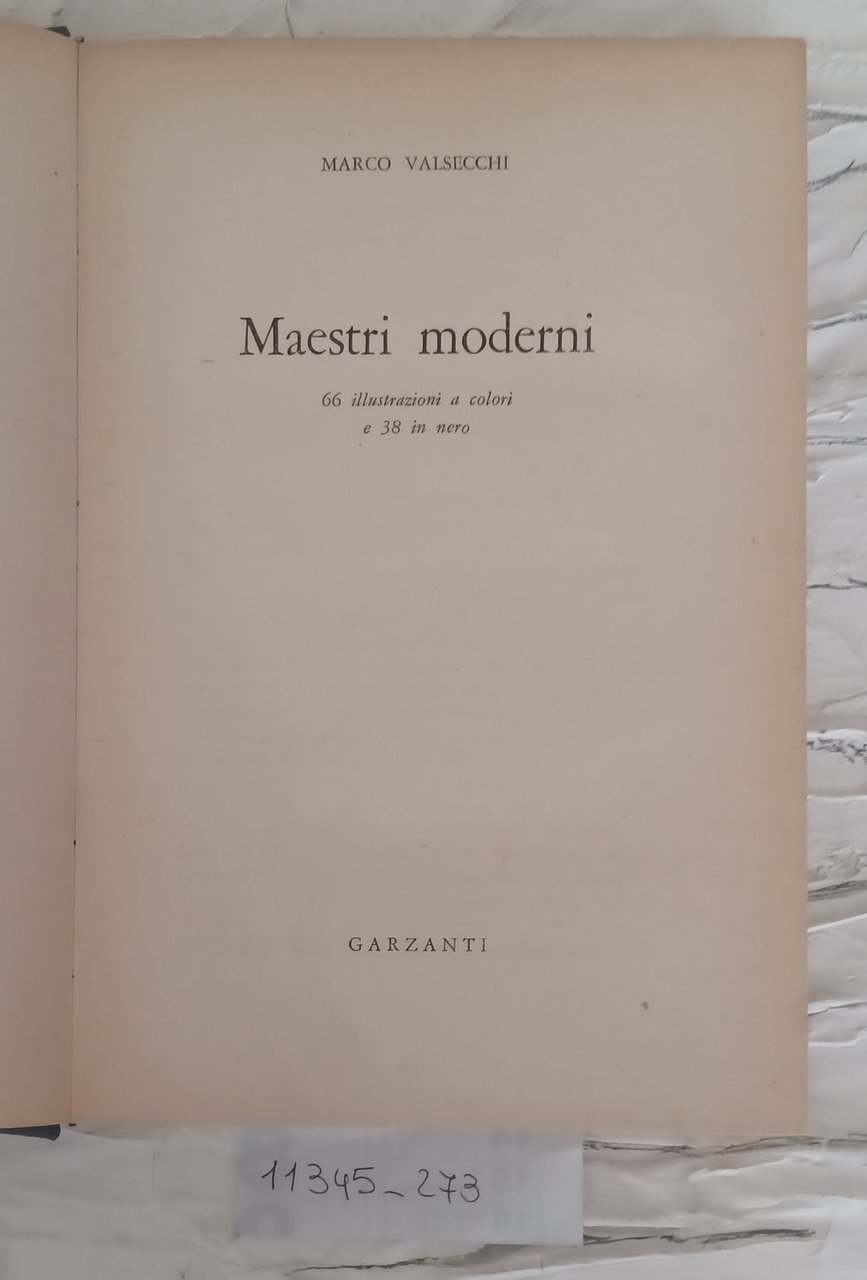 MARCO VALSECCHI
Maestri moderni
66 illustrazioni a colori
e 38 in nero
GARZANTI
11345_273